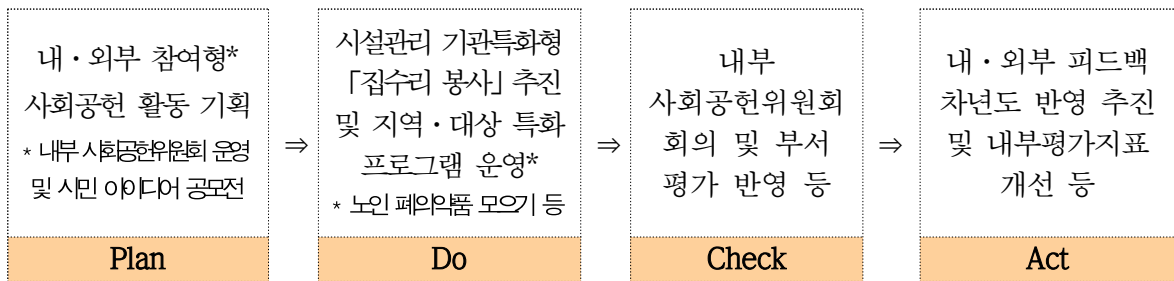 내·외부 참여형*
사회공헌 활동 기획
* 내부 사회공헌위원회 운영
및 시민 아이디어 공모전
Plan
⇒
시설관리 기관특화형
「집수리 봉사」 추진
및 지역·대상 특화
프로그램 운영*
* 노인 폐의약품 모으기 등
Do
⇒
내부
사회공헌위원회
회의 및 부서
평가 반영 등
Check
⇒
내·외부 피드백
차년도 반영 추진
및 내부평가지표
개선 등
Act